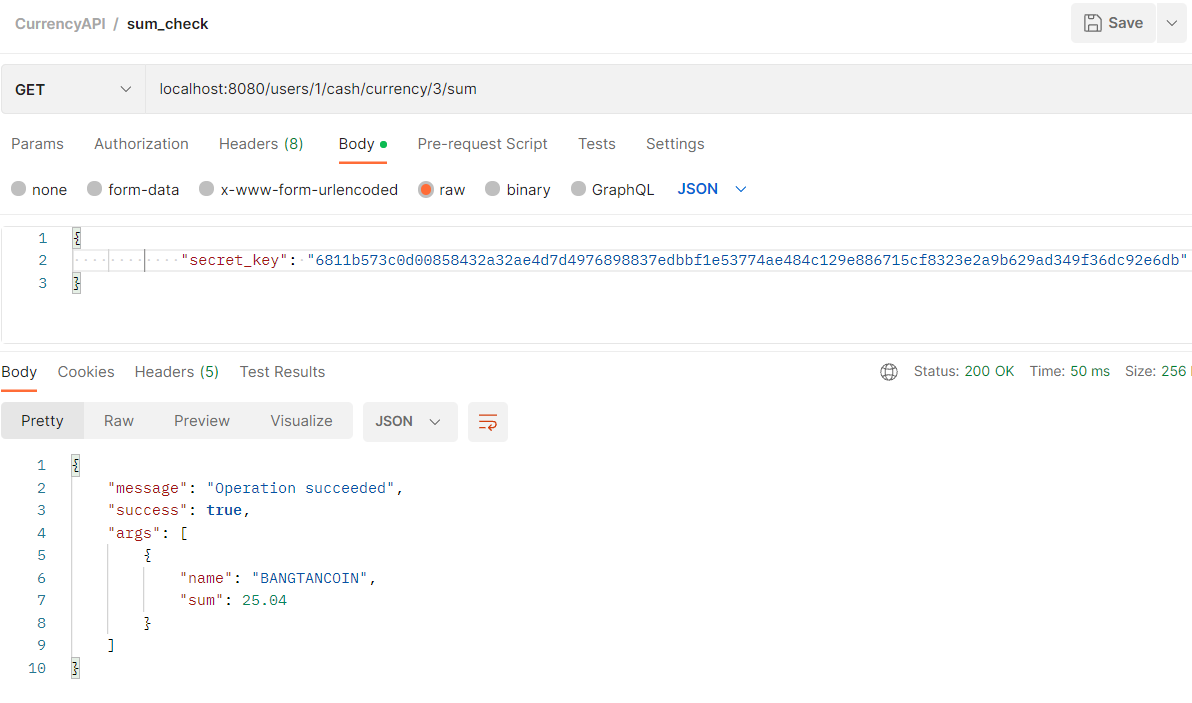 CurrencyAPI / sum_check
Save
GET
localhost:8080/users/1/cash/currency/3/sum
Params Authorization Headers (8) Body Pre-request Script Tests Settings
none form-data x-www-form-urlencoded raw binary GraphQL JSON
1 {
2 "secret_key": "6811b573c0d00858432a32ae4d7d4976898837edbbf1e53774ae484c129e886715cf8323e2a9b629ad349f36dc92e6db"
3 }
Body Cookies Headers (5) Test Results Status: 200 OK Time: 50 ms Size: 256
Pretty Raw Preview Visualize JSON
1 {
2 "message": "Operation succeeded",
3 "success": true,
4 "args": [
5 {
6 "name": "BANGTANCOIN",
7 "sum": 25.04
8 }
9 ]
10 }